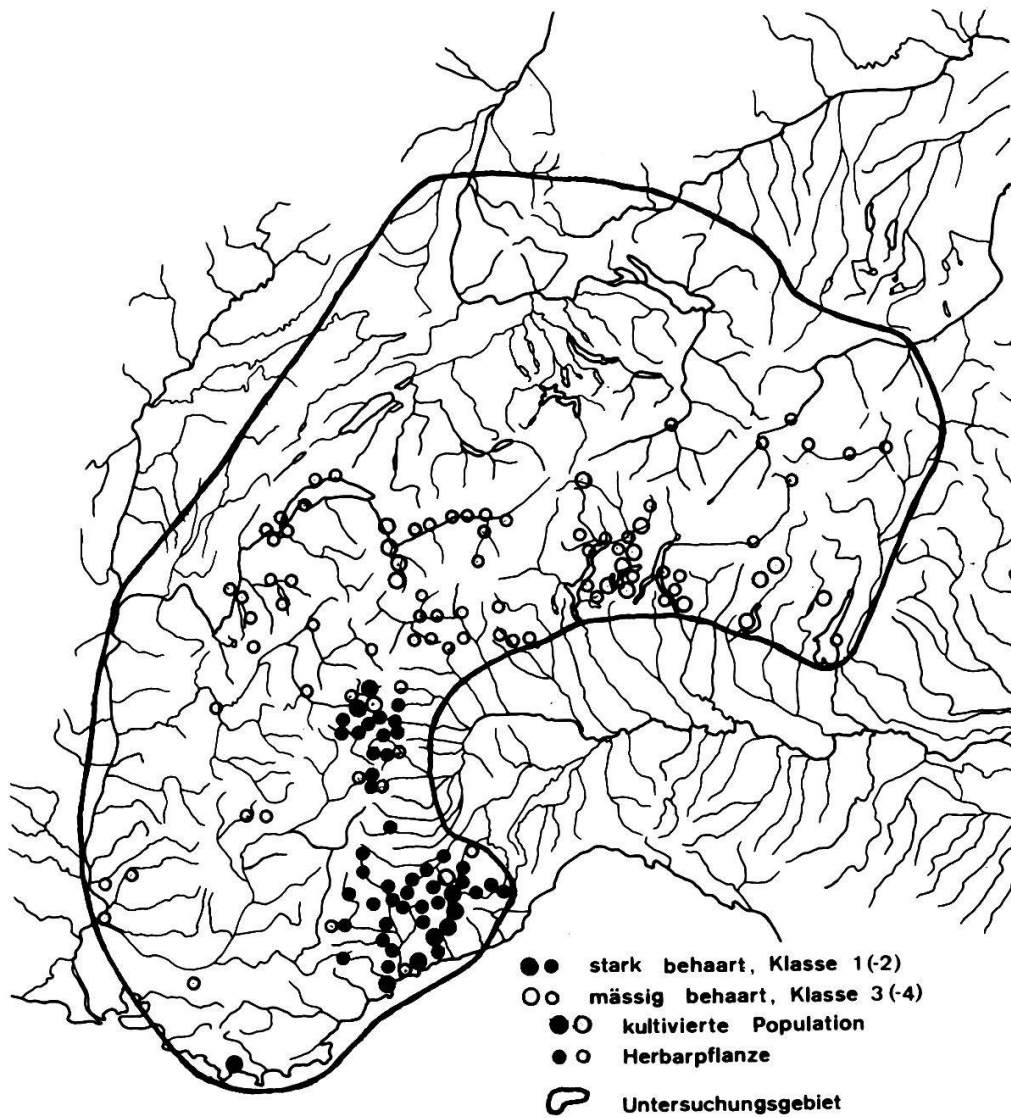 stark behaart, Klasse 1(-2)
mässig behaart, Klasse 3(-4)
kultivierte Population
Herbarpflanze
Untersuchungsgebiet